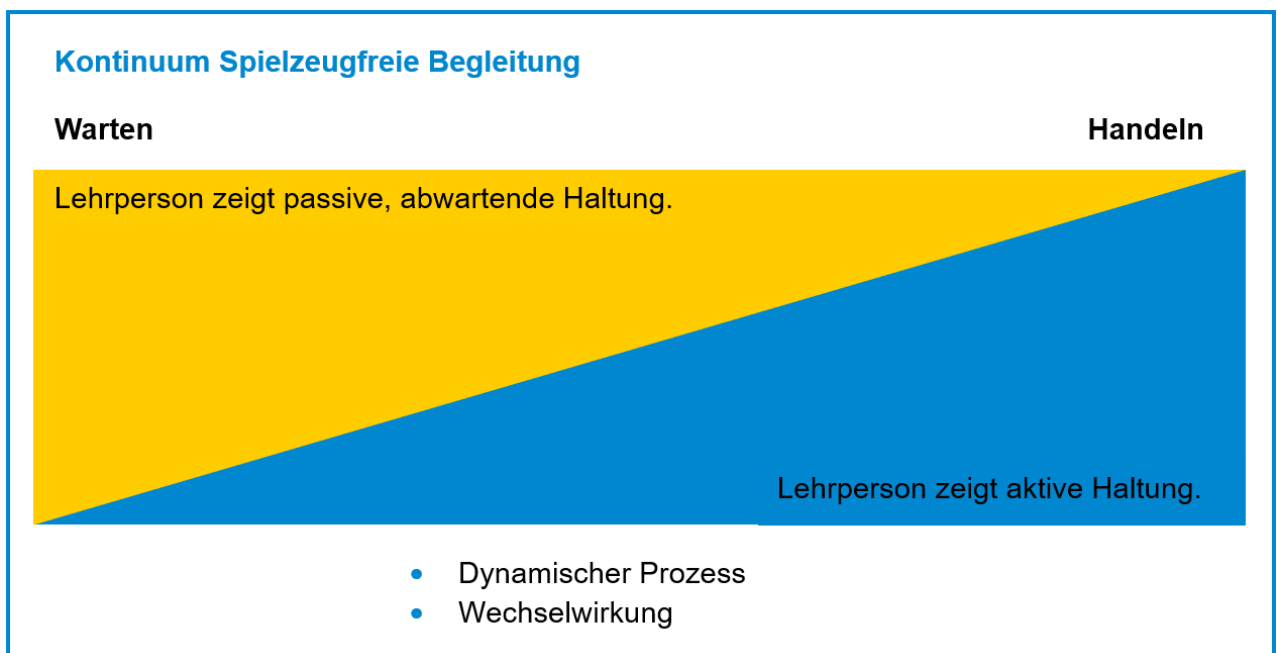 Kontinuum Spielzeugfreie Begleitung
Warten Handeln
Lehrperson zeigt passive, abwartende Haltung.
Lehrperson zeigt aktive Haltung.
• Dynamischer Prozess
• Wechselwirkung